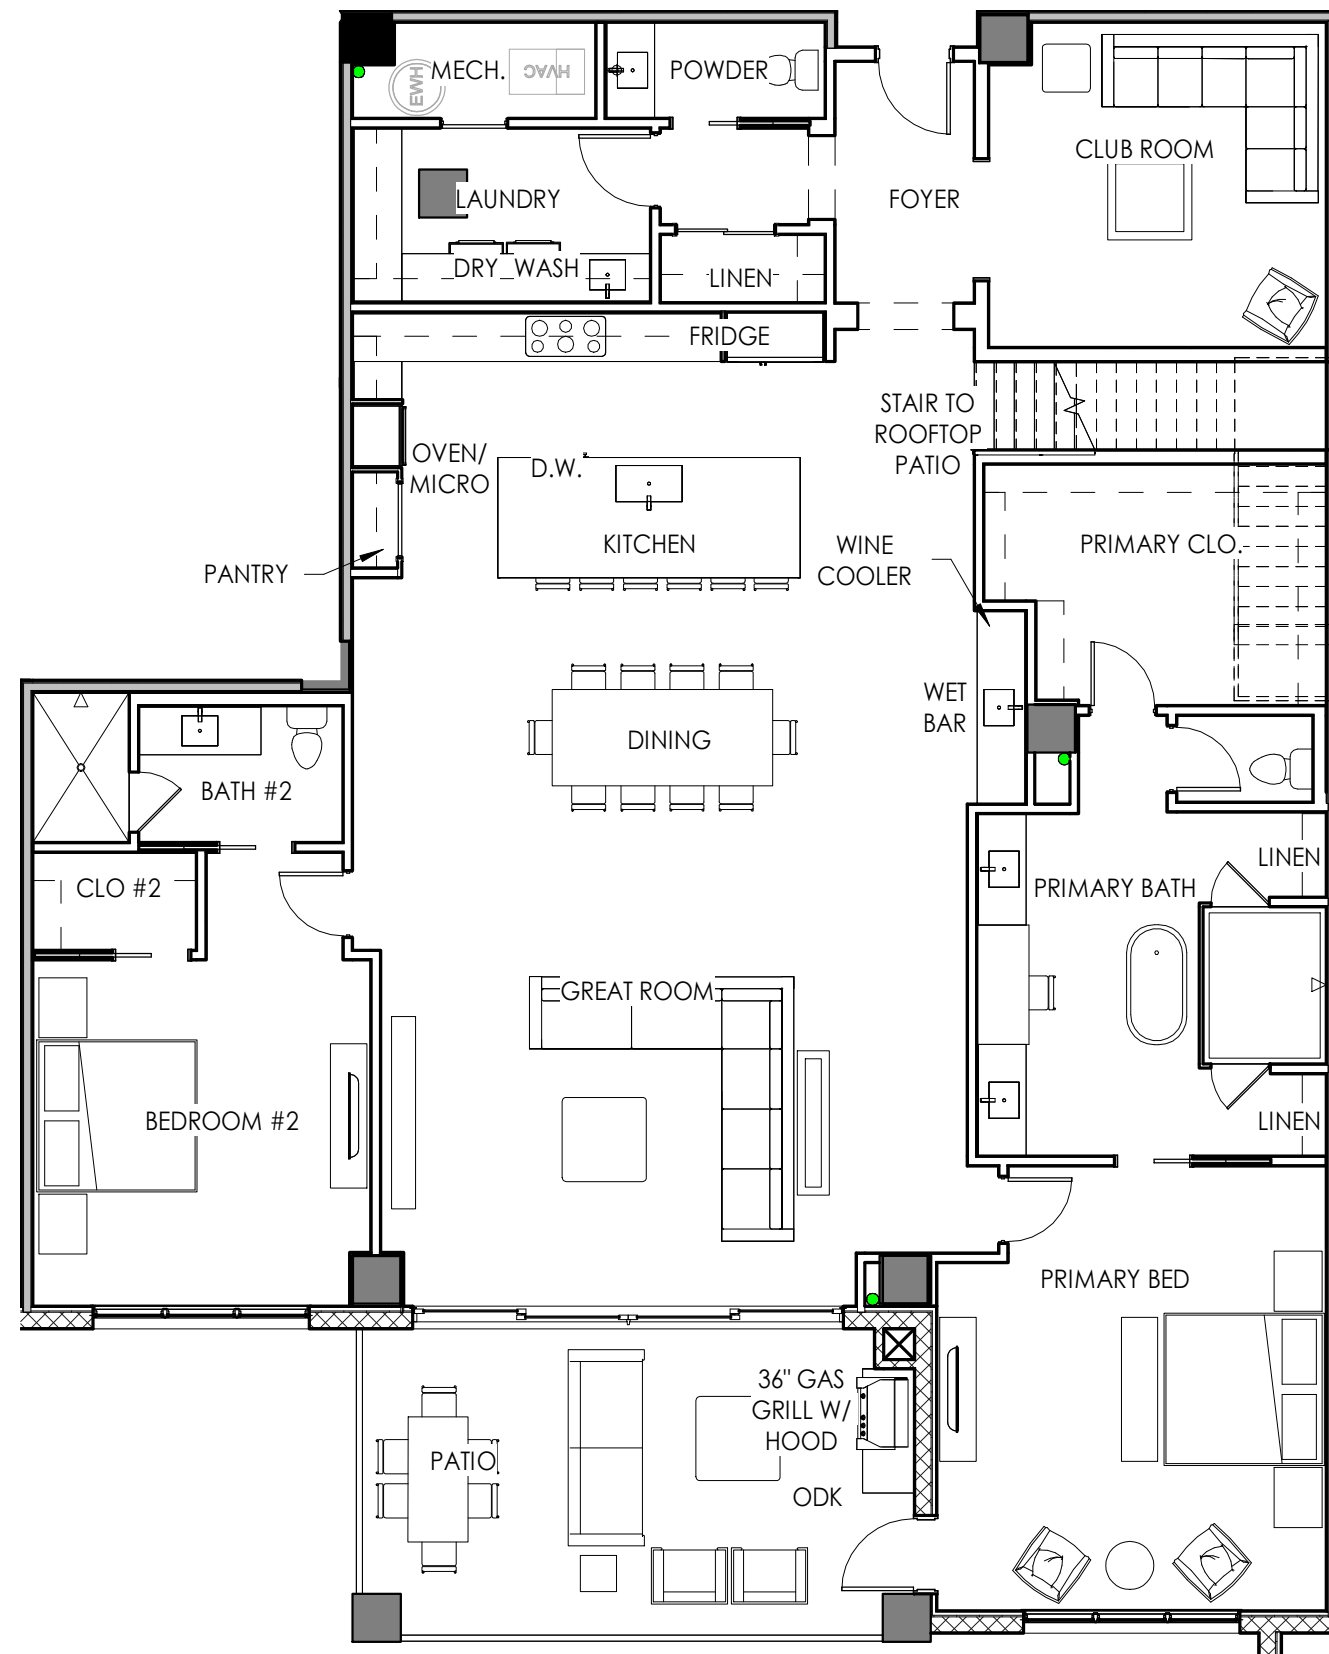 MECH.
HVAC
EWH
POWDER
CLUB ROOM
LAUNDRY
FOYER
DRY
WASH
LINEN
FRIDGE
STAIR TO
ROOFTOP
PATIO
OVEN/
MICRO
D.W.
KITCHEN
WINE
COOLER
PRIMARY CLO.
PANTRY
WET
BAR
DINING
BATH #2
LINEN
CLO #2
PRIMARY BATH
GREAT ROOM
BEDROOM #2
LINEN
PRIMARY BED
36" GAS
GRILL W/
HOOD
PATIO
ODK